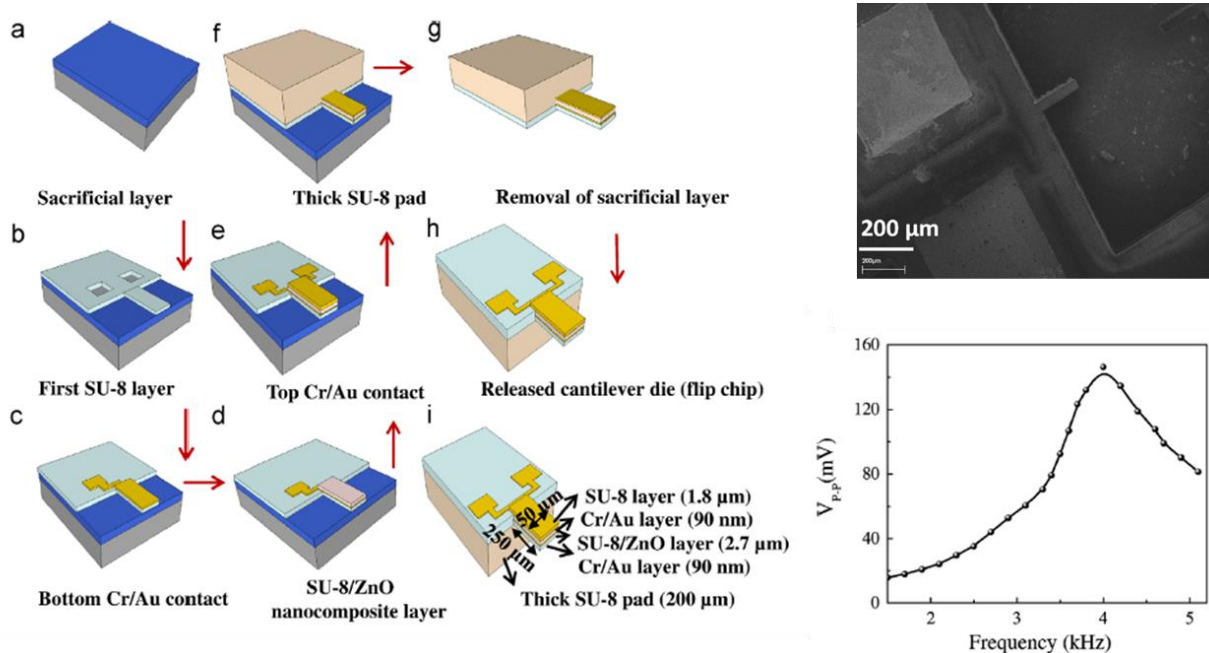 a
f
g
Sacrificial layer
Thick SU-8 pad
Removal of sacrificial layer
b
e
h
First SU-8 layer
Top Cr/Au contact
Released cantilever die (flip chip)
c
d
i
Bottom Cr/Au contact
SU-8/ZnO
nanocomposite layer
50 µm
250 µm
SU-8 layer (1.8 µm)
Cr/Au layer (90 nm)
SU-8/ZnO layer (2.7 µm)
Cr/Au layer (90 nm)
Thick SU-8 pad (200 µm)
200 µm
200µm
160
120
80
40
0
V P-P (mV)
2 3 4 5
Frequency (kHz)